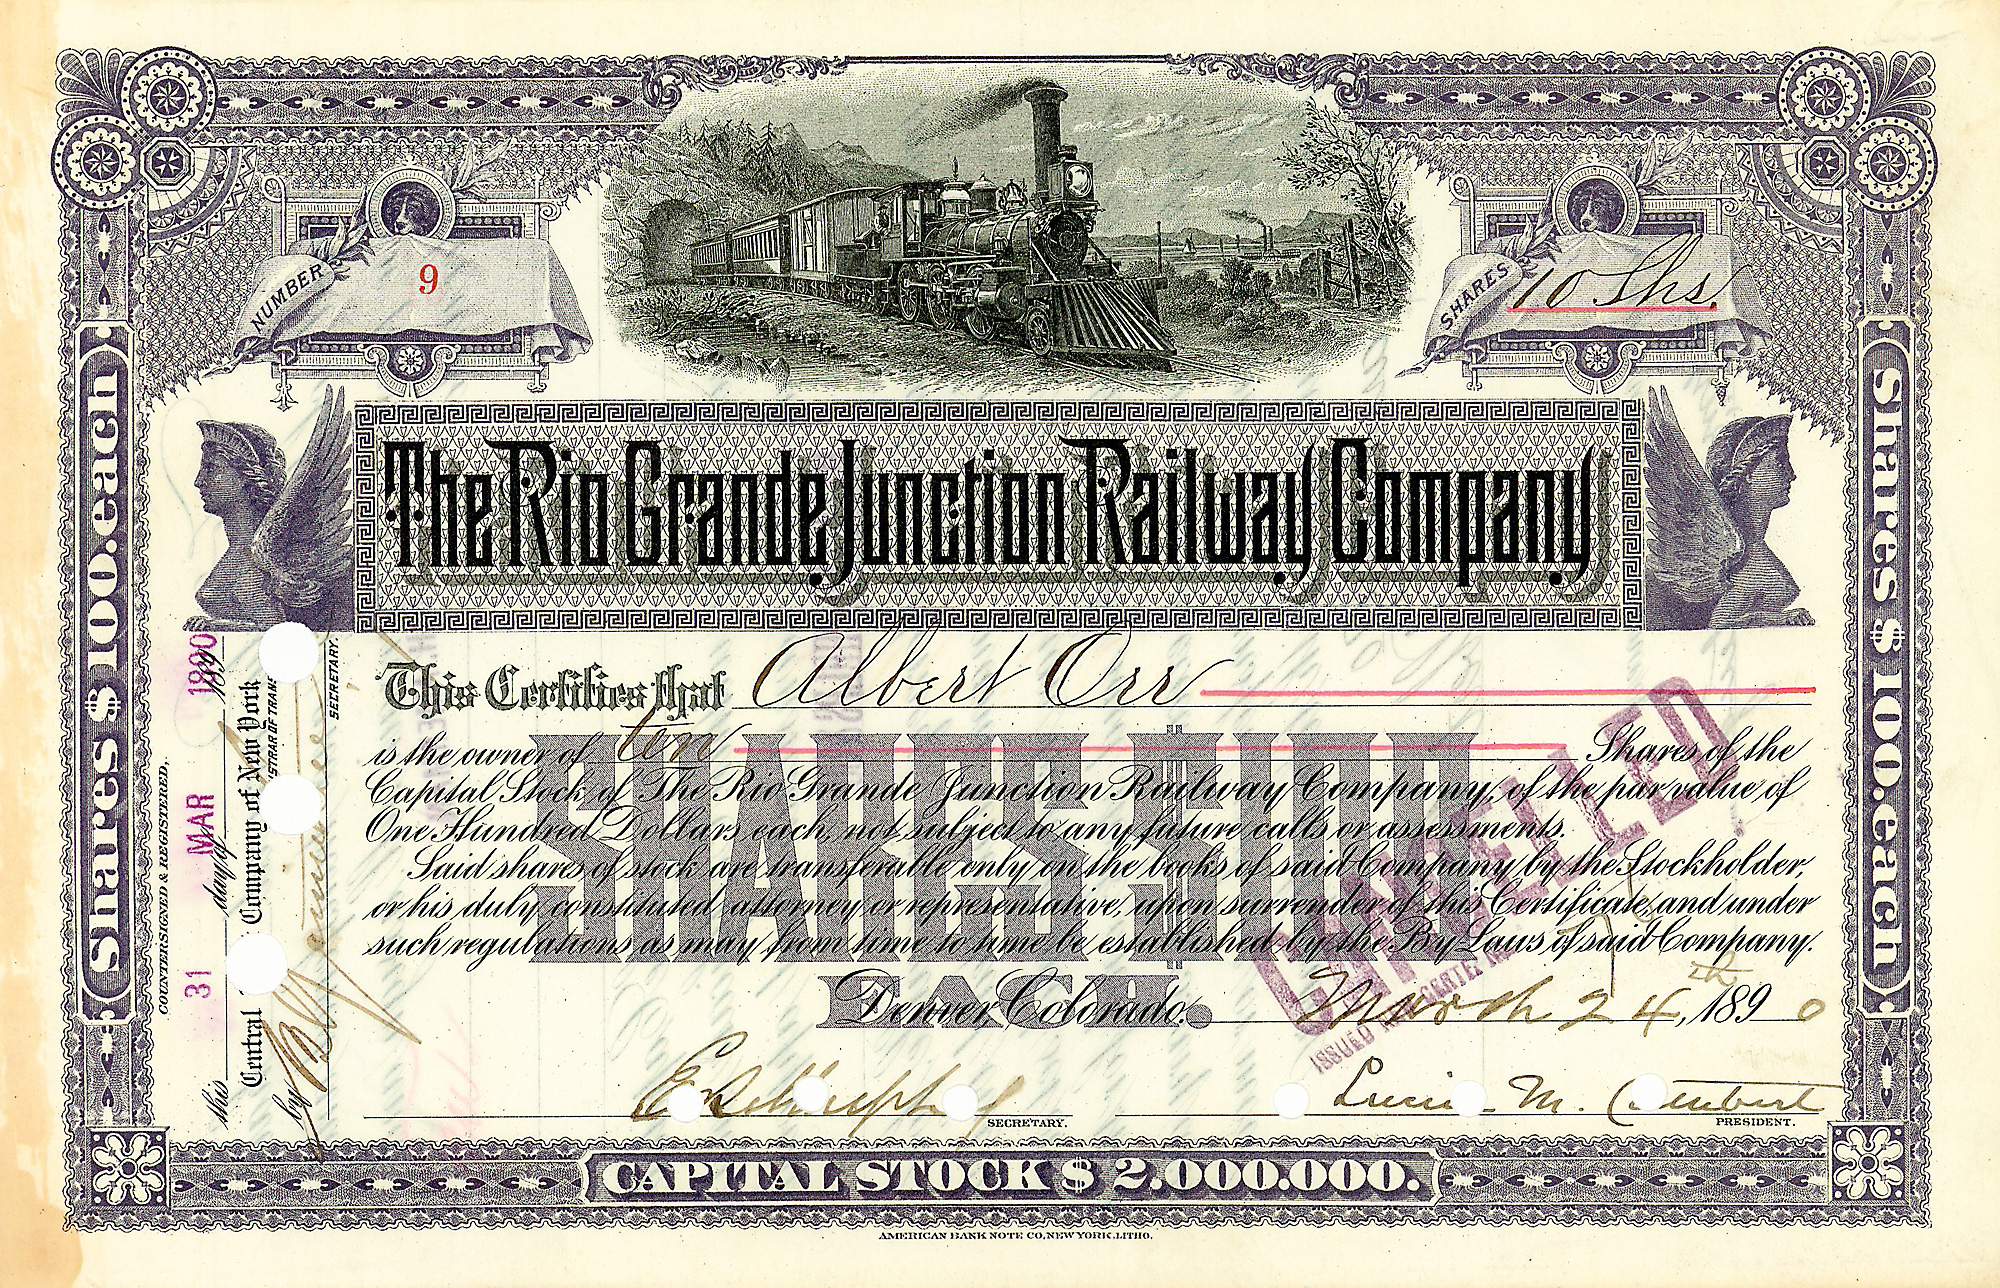 NUMBER
9
SHARES
10 Shs
The Rio Grande Junction Railway Company
Shares $ 100. each
Shares $ 100. each
This Certifies that Albert Orr
is the owner of ten Shares of the
Capital Stock of The Rio Grande Junction Railway Company, of the par value of
One Hundred Dollars each, not subject to any future calls or assessments.
Said shares of stock are transferable only on the books of said Company by the Stockholder,
or his duly constituted attorney or representative, upon surrender of this Certificate, and under
such regulations as may from time to time be established by the By Laws of said Company.
SHARES $100
EACH.
Denver, Colorado, March 24th, 1890
CANCELLED
ISSUED CERTF.
SECRETARY.
PRESIDENT.
COUNTERSIGNED & REGISTERED.
this 31 day of MAR 1890
Central Company of New York
by
SECRETARY.
CAPITAL STOCK $ 2.000.000.
AMERICAN BANK NOTE CO, NEW YORK. LITHO.